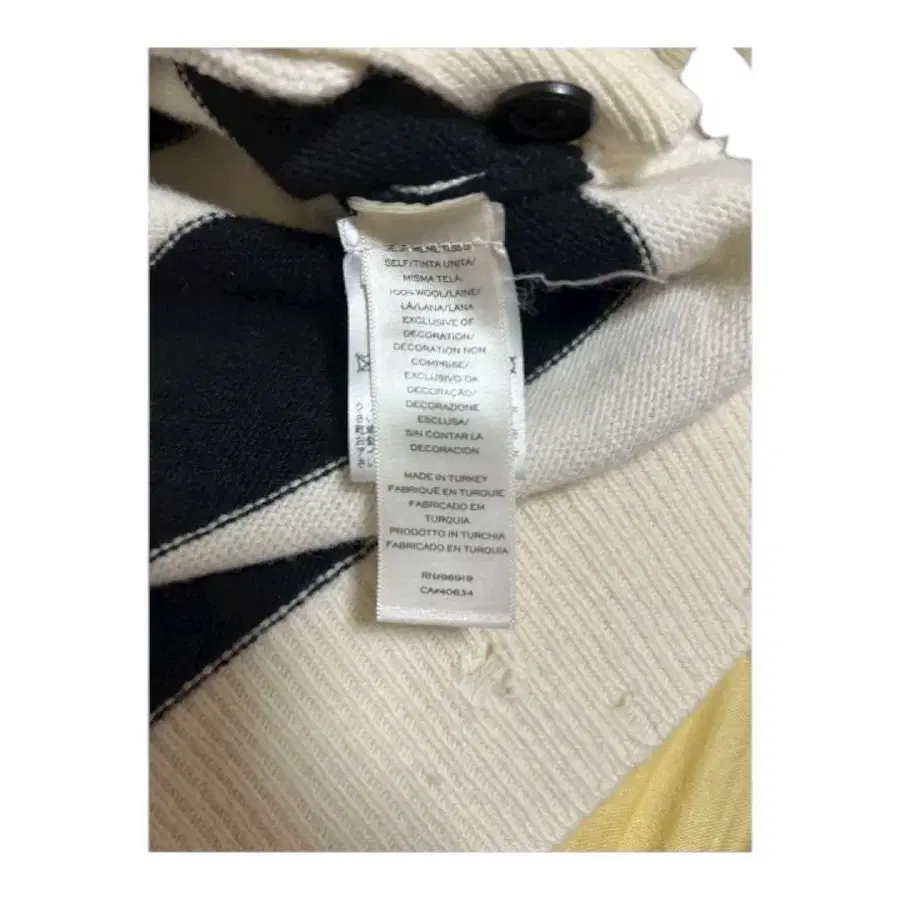 SELF/TINTA UNITA/
MISMA TELA:
100% WOOL/LAINE/
LÃ/LANA/LANA
EXCLUSIVE OF
DECORATION/
DÉCORATION NON
COMPRISE/
EXCLUSIVO DA
DECORAÇÃO/
DECORAZIONE
ESCLUSA/
SIN CONTAR LA
DECORACIÓN
MADE IN TURKEY
FABRIQUÉ EN TURQUIE
FABRICADO EM
TURQUIA
PRODOTTO IN TURCHIA
FABRICADO EN TURQUÍA
RN#96919
CA#40634